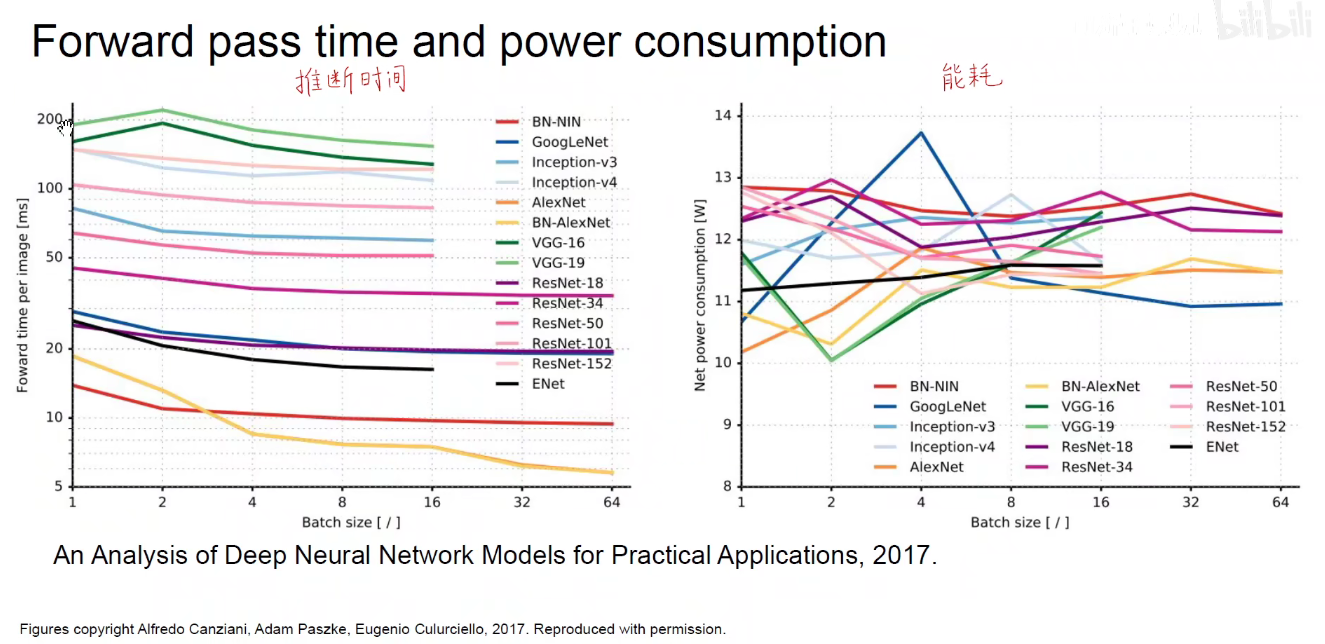 Forward pass time and power consumption
bilibili
推断时间
能耗
200
100
50
20
10
5
1
2
4
8
16
32
64
Foward time per image [ms]
Batch size [ / ]
BN-NIN
GoogLeNet
Inception-v3
Inception-v4
AlexNet
BN-AlexNet
VGG-16
VGG-19
ResNet-18
ResNet-34
ResNet-50
ResNet-101
ResNet-152
ENet
14
13
12
11
10
9
8
1
2
4
8
16
32
64
Net power consumption [W]
Batch size [ / ]
BN-NIN
GoogLeNet
Inception-v3
Inception-v4
AlexNet
BN-AlexNet
VGG-16
VGG-19
ResNet-18
ResNet-34
ResNet-50
ResNet-101
ResNet-152
ENet
An Analysis of Deep Neural Network Models for Practical Applications, 2017.
Figures copyright Alfredo Canziani, Adam Paszke, Eugenio Culurciello, 2017. Reproduced with permission.